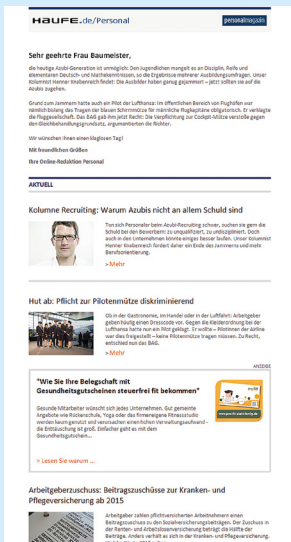 HAUFE.de/Personal
personalmagazin
Sehr geehrte Frau Baumeister,
die heutige Azubi-Generation ist unmöglich: Den Jugendlichen mangelt es an Disziplin, Reife und
elementaren Deutsch- und Mathekenntnissen, so die Ergebnisse mehrerer Ausbildungsumfragen. Unser
Kolumnist Henner Knabenreich findet: Die Ausbilder haben genug gejammert – jetzt sollten sie auf die
Azubis zugehen.
Grund zum Jammern hatte auch ein Pilot der Lufthansa: Im öffentlichen Bereich von Flughäfen war
nämlich bislang das Tragen der blauen Schirmmütze für männliche Flugkapitäne obligatorisch. Er verklagte
die Fluggesellschaft. Das BAG gab ihm jetzt Recht: Die Verpflichtung zur Cockpit-Mütze verstoße gegen
den Gleichbehandlungsgrundsatz, argumentierten die Richter.
Wir wünschen Ihnen einen klaglosen Tag!
Mit freundlichen Grüßen
Ihre Online-Redaktion Personal
AKTUELL
Kolumne Recruiting: Warum Azubis nicht an allem Schuld sind
Tun sich Personaler beim Azubi-Recruiting schwer, suchen sie gern die
Schuld bei den Bewerbern: zu unqualifiziert, zu undiszipliniert. Doch
auch in den Unternehmen könnte einiges besser laufen. Unser Kolumnist
Henner Knabenreich fordert daher ein Ende des Jammerns und mehr
Berufsorientierung.
> Mehr
Hut ab: Pflicht zur Pilotenmütze diskriminierend
Ob in der Gastronomie, im Handel oder in der Luftfahrt: Arbeitgeber
geben häufig einen Dresscode vor. Gegen die Kleiderordnung bei der
Lufthansa hatte nun ein Pilot geklagt. Er wollte – Pilotinnen der Airline
war dies freigestellt – keine Pilotenmütze tragen müssen. Zu Recht,
entschied nun das BAG.
> Mehr
ANZEIGE
"Wie Sie Ihre Belegschaft mit
Gesundheitsgutscheinen steuerfrei fit bekommen"
Gesunde Mitarbeiter wünscht sich jedes Unternehmen. Gut gemeinte
Angebote wie Rückenschule, Yoga oder das firmeneigene Fitnessstudio
werden kaum genutzt und verursachen einen hohen Verwaltungsaufwand -
die Enttäuschung ist groß. Einfacher geht es mit dem
Gesundheitsgutschein...
> Lesen Sie warum ...
Arbeitgeberzuschuss: Beitragszuschüsse zur Kranken- und
Pflegeversicherung ab 2015
Arbeitgeber zahlen pflichtversicherten Arbeitnehmern einen
Beitragszuschuss zu den Sozialversicherungsbeiträgen. Der Zuschuss in
der Renten- und Arbeitslosenversicherung beträgt die Hälfte der
Beiträge. Anders verhält es sich in der Kranken- und Pflegeversicherung.